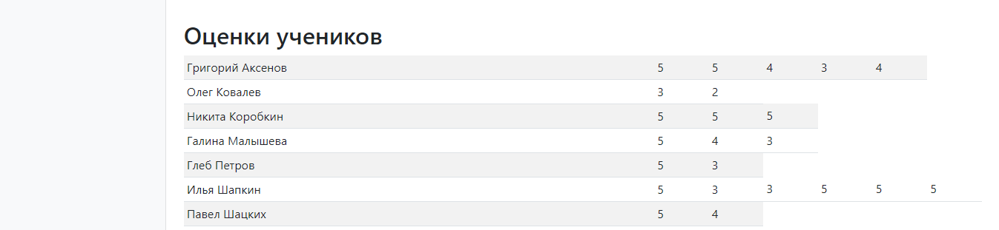 Оценки учеников
Григорий Аксенов 5 5 4 3 4
Олег Ковалев 3 2
Никита Коробкин 5 5 5
Галина Малышева 5 4 3
Глеб Петров 5 3
Илья Шапкин 5 3 3 5 5 5
Павел Шацких 5 4